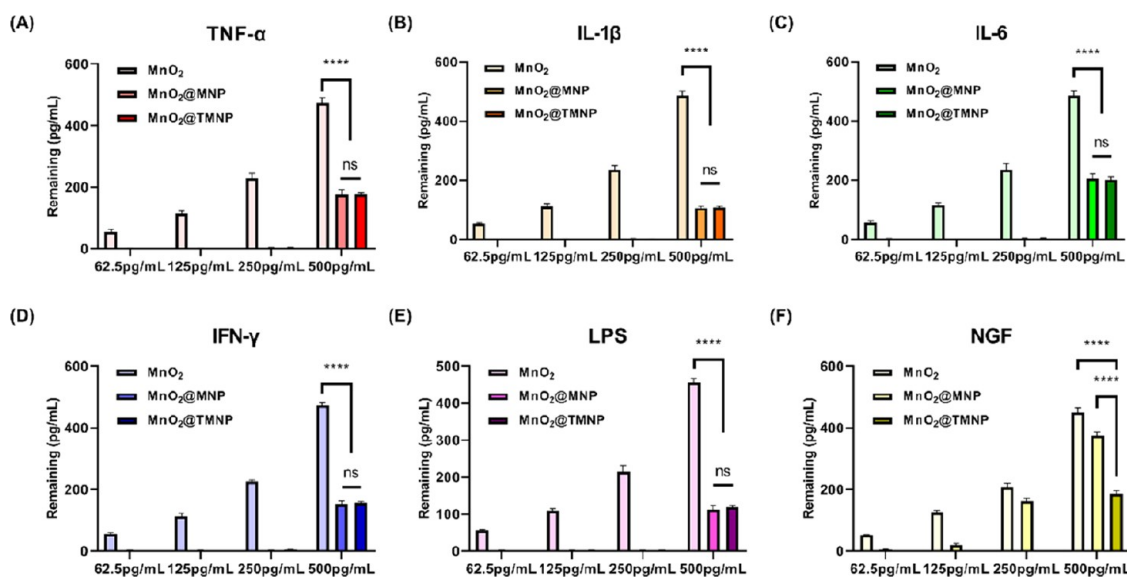 (A)
TNF-α
Remaining (pg/mL)
600
400
200
0
MnO₂
MnO₂@MNP
MnO₂@TMNP
****
ns
62.5pg/mL 125pg/mL 250pg/mL 500pg/mL
(B)
IL-1β
Remaining (pg/mL)
600
400
200
0
MnO₂
MnO₂@MNP
MnO₂@TMNP
****
ns
62.5pg/mL 125pg/mL 250pg/mL 500pg/mL
(C)
IL-6
Remaining (pg/mL)
600
400
200
0
MnO₂
MnO₂@MNP
MnO₂@TMNP
****
ns
62.5pg/mL 125pg/mL 250pg/mL 500pg/mL
(D)
IFN-γ
Remaining (pg/mL)
600
400
200
0
MnO₂
MnO₂@MNP
MnO₂@TMNP
****
ns
62.5pg/mL 125pg/mL 250pg/mL 500pg/mL
(E)
LPS
Remaining (pg/mL)
500
400
300
200
100
0
MnO₂
MnO₂@MNP
MnO₂@TMNP
****
ns
62.5pg/mL 125pg/mL 250pg/mL 500pg/mL
(F)
NGF
Remaining (pg/mL)
600
400
200
0
MnO₂
MnO₂@MNP
MnO₂@TMNP
****
****
62.5pg/mL 125pg/mL 250pg/mL 500pg/mL